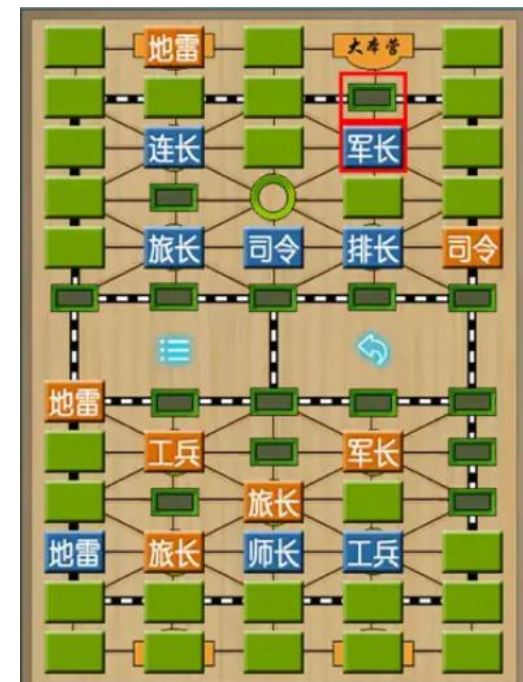 地雷 大本营
连长 军长
旅长 司令 排长 司令
地雷
工兵 军长
旅长
地雷 旅长 师长 工兵